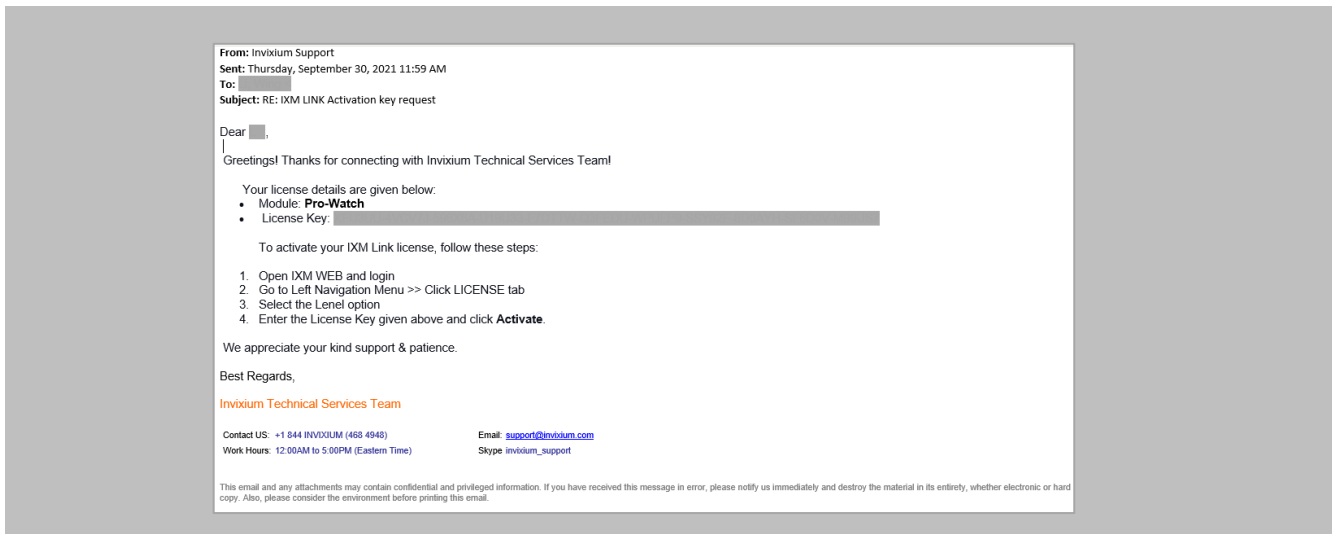 From: Invixium Support
Sent: Thursday, September 30, 2021 11:59 AM
To:
Subject: RE: IXM LINK Activation key request
Dear ,
Greetings! Thanks for connecting with Invixium Technical Services Team!
Your license details are given below:
• Module: Pro-Watch
• License Key:
To activate your IXM Link license, follow these steps:
1. Open IXM WEB and login
2. Go to Left Navigation Menu >> Click LICENSE tab
3. Select the Lenel option
4. Enter the License Key given above and click Activate.
We appreciate your kind support & patience.
Best Regards,
Invixium Technical Services Team
Contact US: +1 844 INVIXIUM (468 4948) Email: support@invixium.com
Work Hours: 12:00AM to 5:00PM (Eastern Time) Skype invixium_support
This email and any attachments may contain confidential and privileged information. If you have received this message in error, please notify us immediately and destroy the material in its entirety, whether electronic or hard
copy. Also, please consider the environment before printing this email.